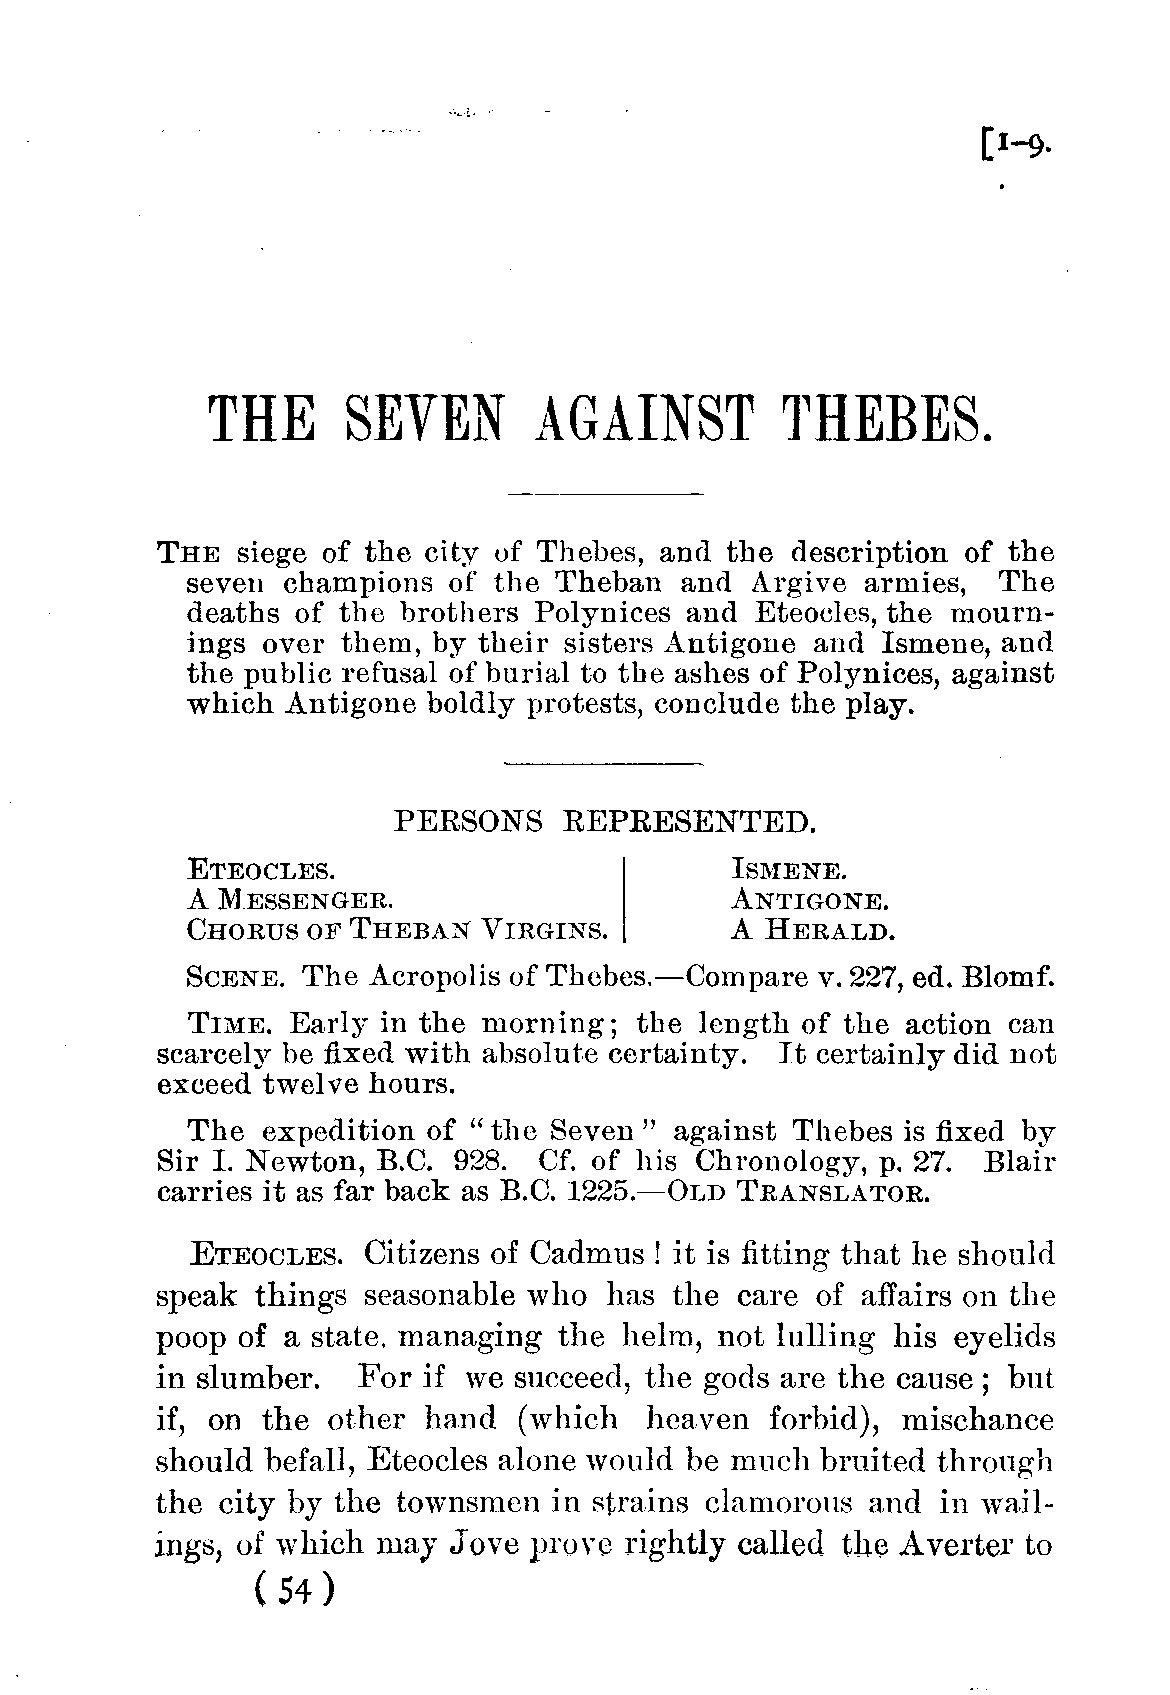 [1–9.
THE SEVEN AGAINST THEBES.
THE siege of the city of Thebes, and the description of the
seven champions of the Theban and Argive armies, The
deaths of the brothers Polynices and Eteocles, the mourn-
ings over them, by their sisters Antigone and Ismene, and
the public refusal of burial to the ashes of Polynices, against
which Antigone boldly protests, conclude the play.
PERSONS REPRESENTED.
ETEOCLES.
A MESSENGER.
CHORUS OF THEBAN VIRGINS.
ISMENE.
ANTIGONE.
A HERALD.
SCENE. The Acropolis of Thebes.—Compare v. 227, ed. Blomf.
TIME. Early in the morning; the length of the action can
scarcely be fixed with absolute certainty. It certainly did not
exceed twelve hours.
The expedition of “the Seven” against Thebes is fixed by
Sir I. Newton, B.C. 928. Cf. of his Chronology, p. 27. Blair
carries it as far back as B.C. 1225.—OLD TRANSLATOR.
ETEOCLES. Citizens of Cadmus! it is fitting that he should
speak things seasonable who has the care of affairs on the
poop of a state, managing the helm, not lulling his eyelids
in slumber. For if we succeed, the gods are the cause; but
if, on the other hand (which heaven forbid), mischance
should befall, Eteocles alone would be much bruited through
the city by the townsmen in strains clamorous and in wail-
ings, of which may Jove prove rightly called the Averter to
(54)